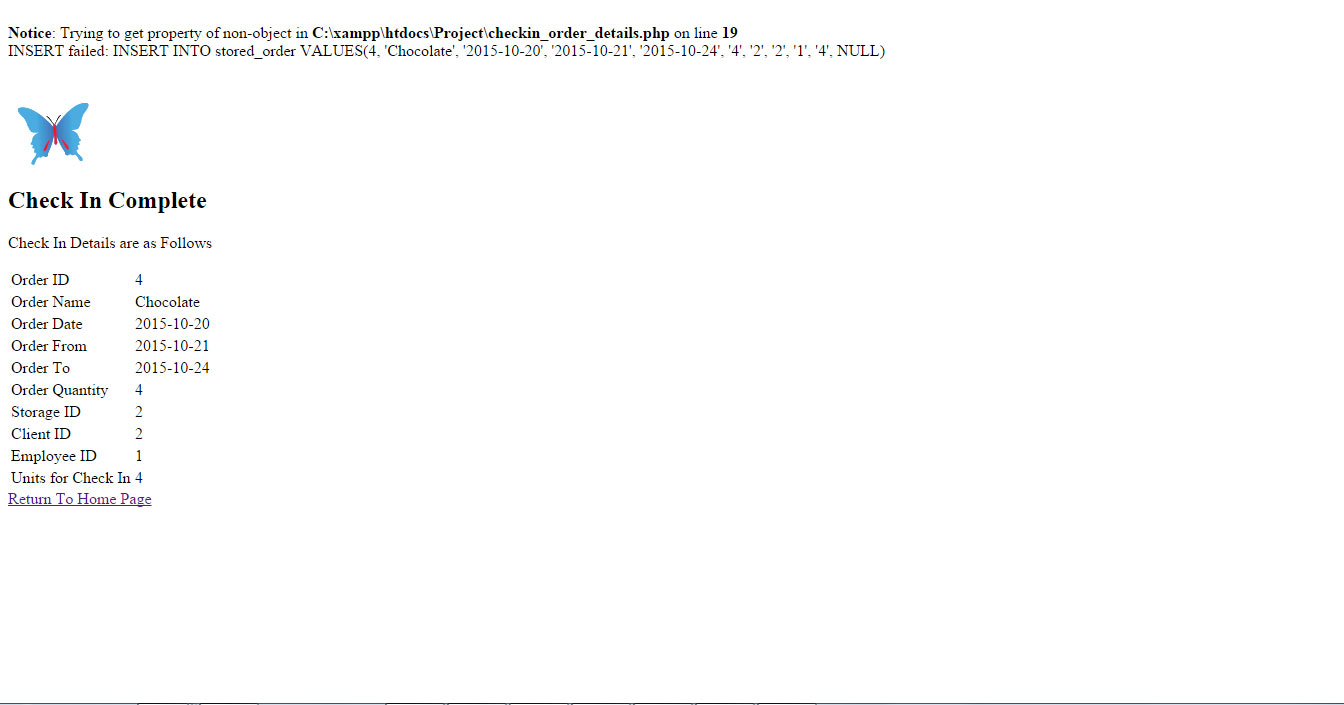 Notice: Trying to get property of non-object in C:\xampp\htdocs\Project\checkin_order_details.php on line 19
INSERT failed: INSERT INTO stored_order VALUES(4, 'Chocolate', '2015-10-20', '2015-10-21', '2015-10-24', '4', '2', '2', '1', '4', NULL)
Check In Complete
Check In Details are as Follows
Order ID 4
Order Name Chocolate
Order Date 2015-10-20
Order From 2015-10-21
Order To 2015-10-24
Order Quantity 4
Storage ID 2
Client ID 2
Employee ID 1
Units for Check In 4
Return To Home Page